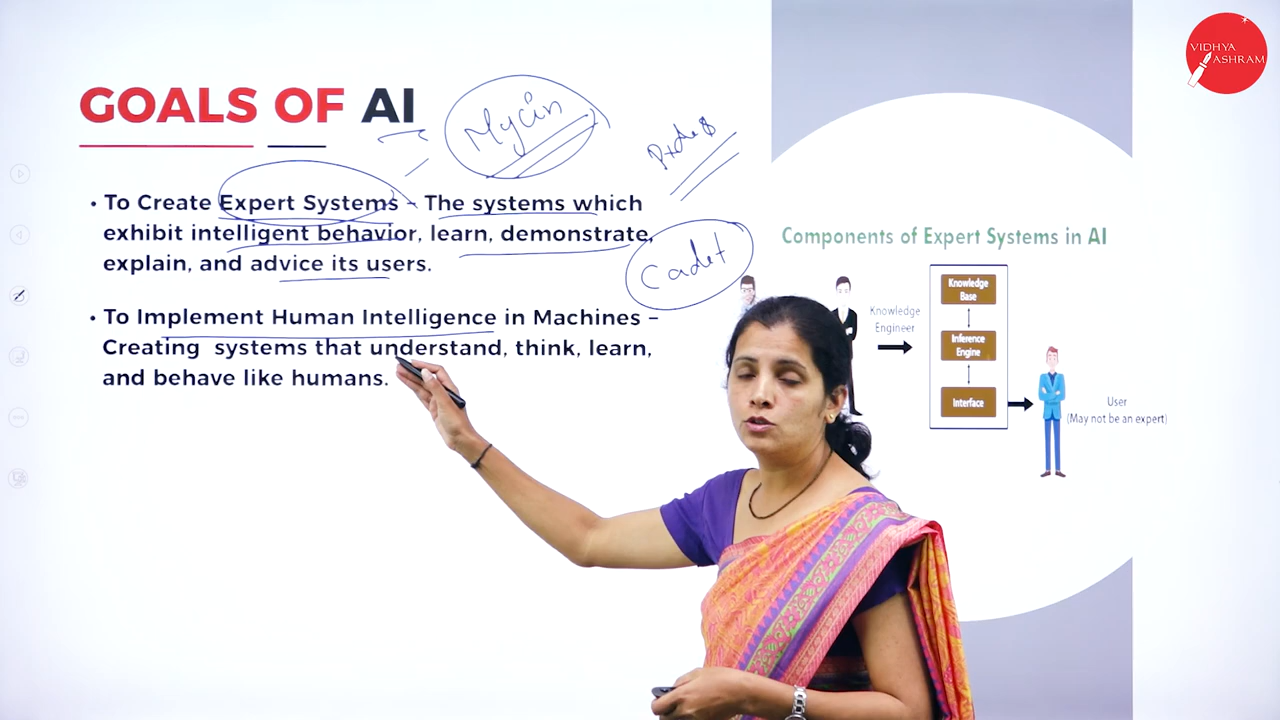 VIDHYA
ASHRAM
GOALS OF AI
Mycin
• To Create Expert Systems – The systems which
exhibit intelligent behavior, learn, demonstrate,
explain, and advice its users.
Cadet
• To Implement Human Intelligence in Machines –
Creating systems that understand, think, learn,
and behave like humans.
Components of Expert Systems in AI
Knowledge
Engineer
Knowledge
Base
Inference
Engine
Interface
User
(May not be an expert)